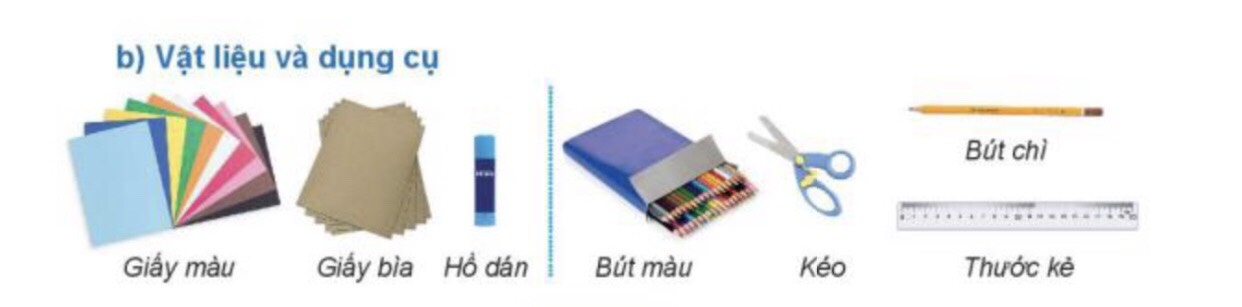 b) Vật liệu và dụng cụ
Bút chì
Giấy màu Giấy bìa Hồ dán Bút màu Kéo Thước kẻ